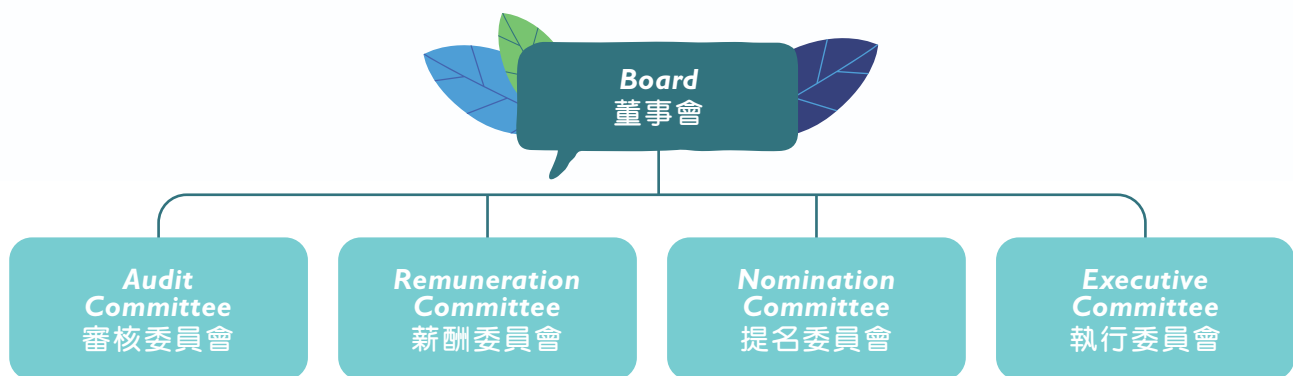 Board
董事會
Audit
Committee
審核委員會
Remuneration
Committee
薪酬委員會
Nomination
Committee
提名委員會
Executive
Committee
執行委員會